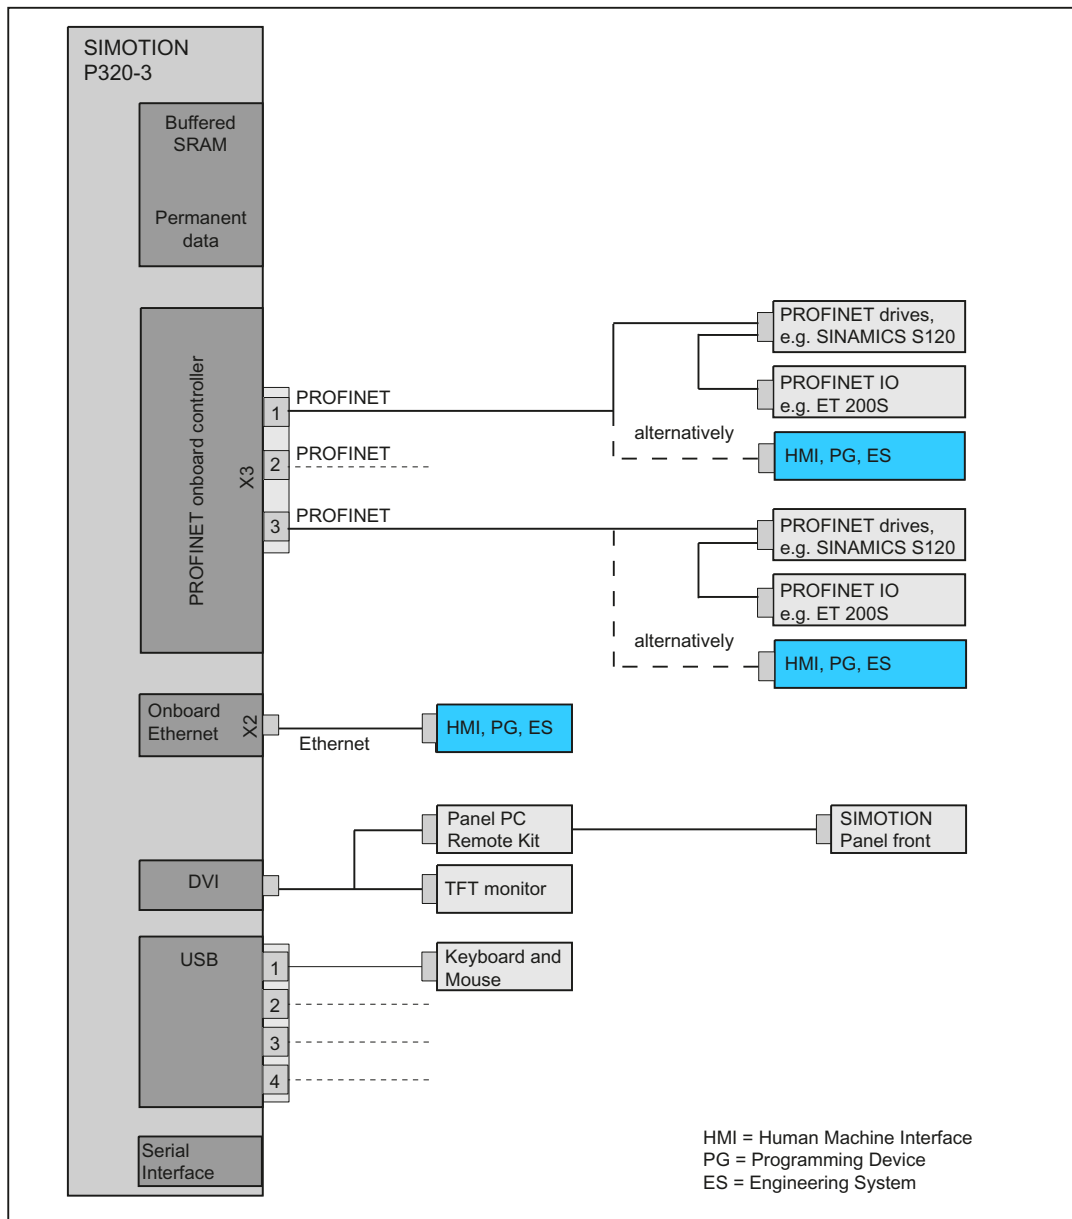 SIMOTION
P320-3
Buffered
SRAM
Permanent
data
PROFINET onboard controller
X3
1
PROFINET
2
PROFINET
3
PROFINET
PROFINET drives,
e.g. SINAMICS S120
PROFINET IO
e.g. ET 200S
alternatively
HMI, PG, ES
PROFINET drives,
e.g. SINAMICS S120
PROFINET IO
e.g. ET 200S
alternatively
HMI, PG, ES
Onboard
Ethernet
X2
Ethernet
HMI, PG, ES
Panel PC
Remote Kit
SIMOTION
Panel front
DVI
TFT monitor
USB
1
Keyboard and
Mouse
2
3
4
Serial
Interface
HMI = Human Machine Interface
PG = Programming Device
ES = Engineering System